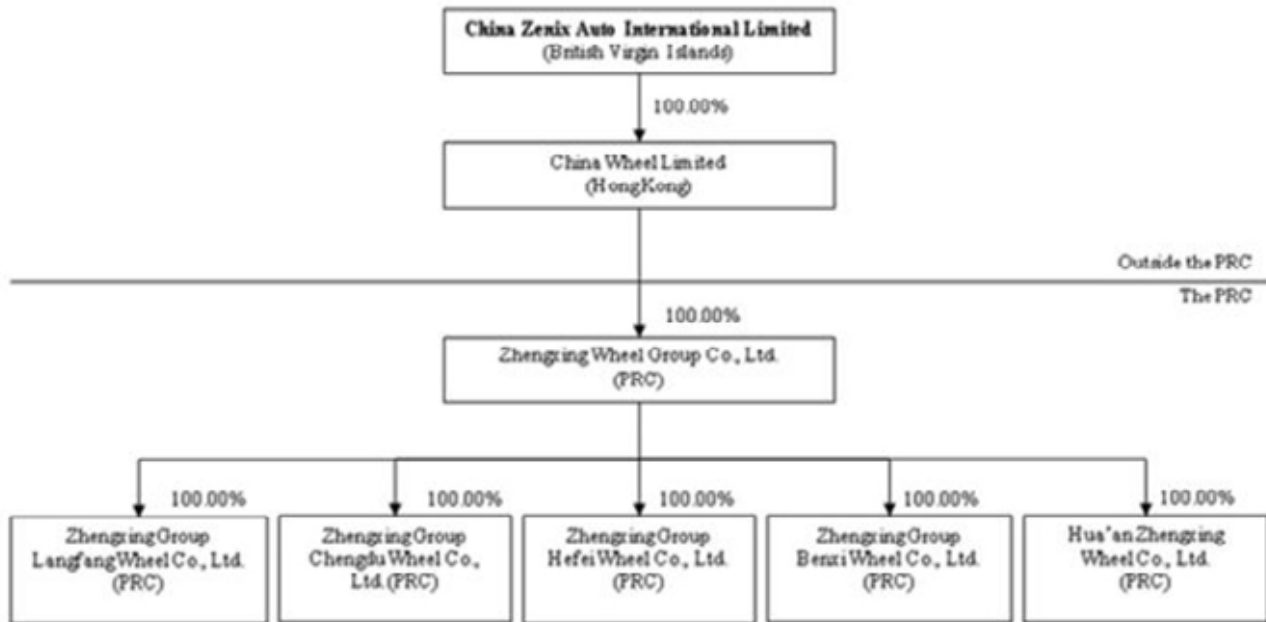 China Zenix Auto International Limited
(British Virgin Islands)
100.00%
China Wheel Limited
(HongKong)
Outside the PRC
The PRC
100.00%
Zhengxing Wheel Group Co., Ltd.
(PRC)
100.00%
100.00%
100.00%
100.00%
100.00%
Zhengxing Group
Langfang Wheel Co., Ltd.
(PRC)
Zhengxing Group
Chengdu Wheel Co.,
Ltd.(PRC)
Zhengxing Group
Hefei Wheel Co., Ltd.
(PRC)
Zhengxing Group
Benxi Wheel Co., Ltd.
(PRC)
Hua'an Zhengxing
Wheel Co., Ltd.
(PRC)